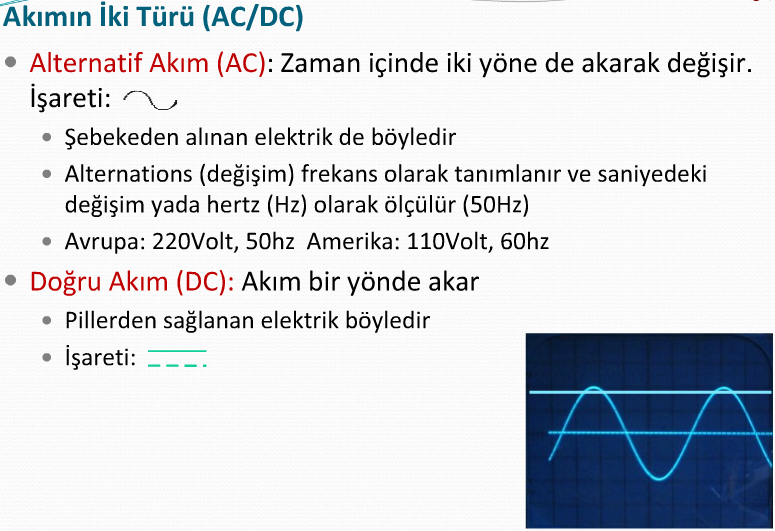 Akımın İki Türü (AC/DC)
• Alternatif Akım (AC): Zaman içinde iki yöne de akarak değişir.
İşareti:
• Şebekeden alınan elektrik de böyledir
• Alternations (değişim) frekans olarak tanımlanır ve saniyedeki
değişim yada hertz (Hz) olarak ölçülür (50Hz)
• Avrupa: 220Volt, 50hz Amerika: 110Volt, 60hz
• Doğru Akım (DC): Akım bir yönde akar
• Pillerden sağlanan elektrik böyledir
• İşareti: